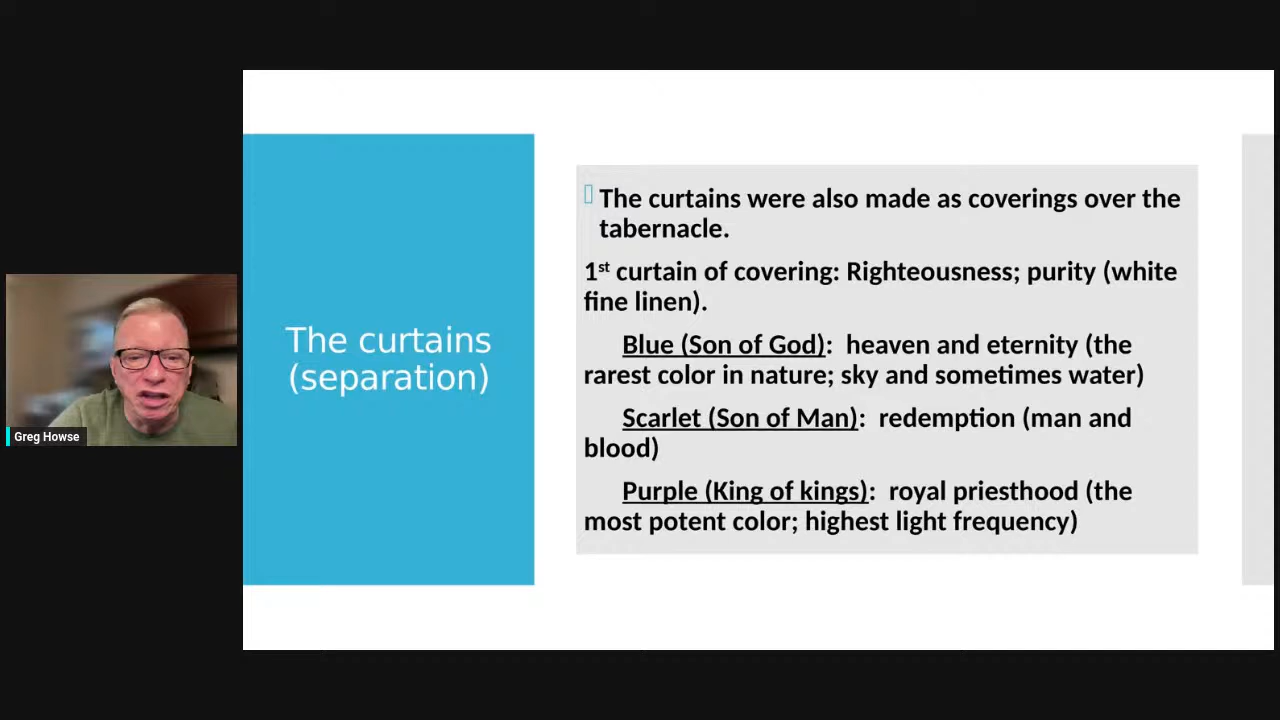 The curtains
(separation)
The curtains were also made as coverings over the
tabernacle.
1st curtain of covering: Righteousness; purity (white
fine linen).
Blue (Son of God): heaven and eternity (the
rarest color in nature; sky and sometimes water)
Scarlet (Son of Man): redemption (man and
blood)
Purple (King of kings): royal priesthood (the
most potent color; highest light frequency)
Greg Howse